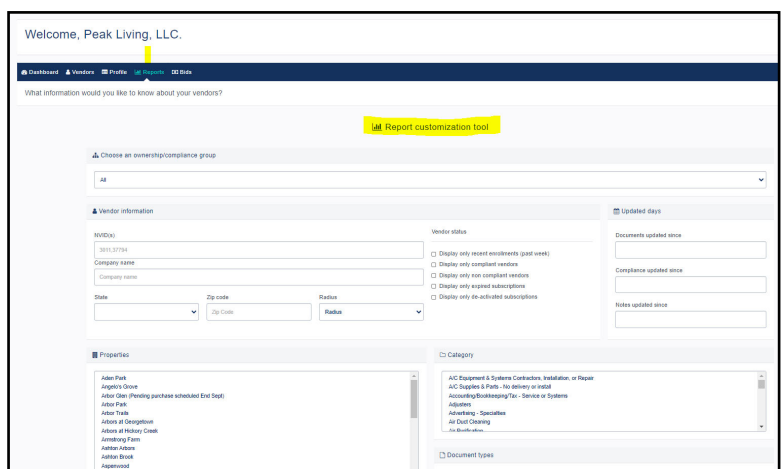 Welcome, Peak Living, LLC.
Dashboard Vendors Profile Reports Bids
What information would you like to know about your vendors?
Report customization tool
Choose an ownership/compliance group
All
Vendor information
NVID(s)
3911,37794
Company name
Company name
State Zip code Radius
Zip Code Radius
Vendor status
Display only recent enrollments (past week)
Display only compliant vendors
Display only non compliant vendors
Display only expired subscriptions
Display only de-activated subscriptions
Updated days
Documents updated since
Compliance updated since
Notes updated since
Properties
Aden Park
Angelo's Grove
Arbor Glen (Pending purchase scheduled End Sept)
Arbor Park
Arbor Trails
Arbors at Georgetown
Arbors at Hickory Creek
Armstrong Farm
Ashton Arbors
Ashton Brook
Aspenwood
Category
A/C Equipment & Systems Contractors, Installation, or Repair
A/C Supplies & Parts - No delivery or install
Accounting/Bookkeeping/Tax - Service or Systems
Adjusters
Advertising - Specialties
Air Duct Cleaning
Air Purification
Document types